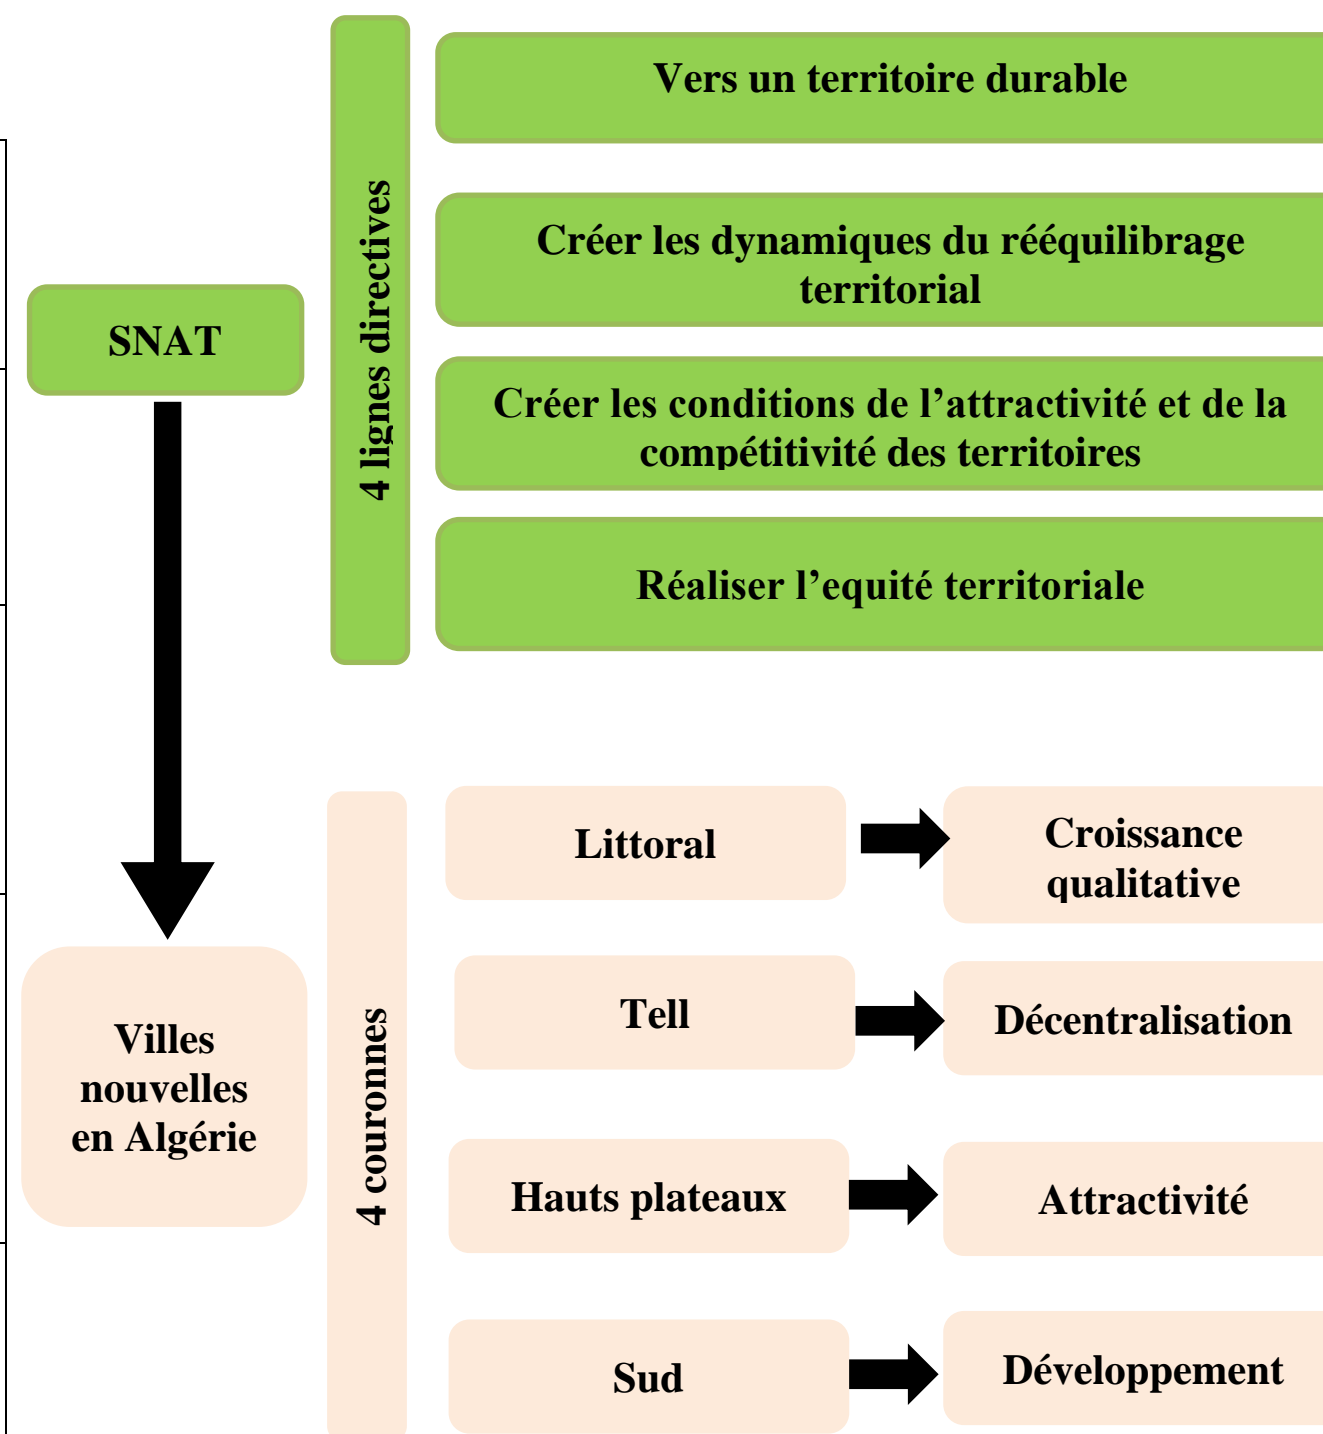 4 lignes directives
Vers un territoire durable
Créer les dynamiques du rééquilibrage
territorial
SNAT
Créer les conditions de l’attractivité et de la
compétitivité des territoires
Réaliser l’equité territoriale
Villes
nouvelles
en Algérie
4 couronnes
Littoral
Croissance
qualitative
Tell
Décentralisation
Hauts plateaux
Attractivité
Sud
Développement